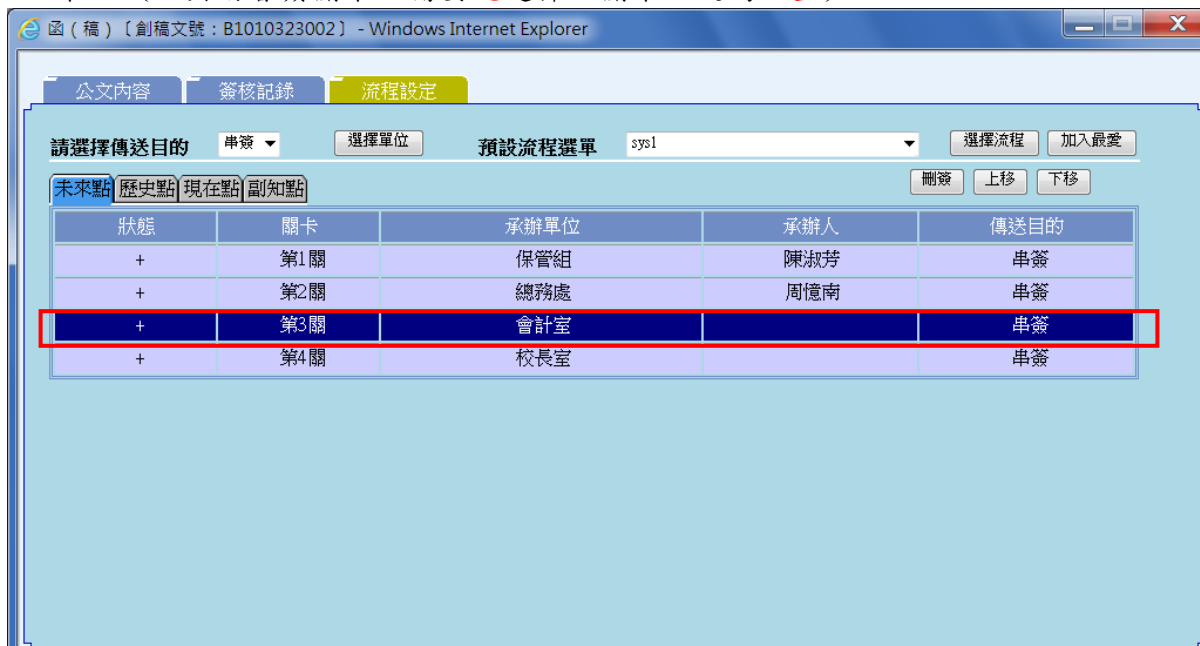 函(稿)〔創稿文號:B1010323002〕 - Windows Internet Explorer
公文內容 簽核記錄 流程設定
請選擇傳送目的 串簽 選擇單位 預設流程選單 sys1 選擇流程 加入最愛
未來點 歷史點 現在點 副知點 刪簽 上移 下移
狀態 關卡 承辦單位 承辦人 傳送目的
+ 第1關 保管組 陳淑芳 串簽
+ 第2關 總務處 周憶南 串簽
+ 第3關 會計室 串簽
+ 第4關 校長室 串簽